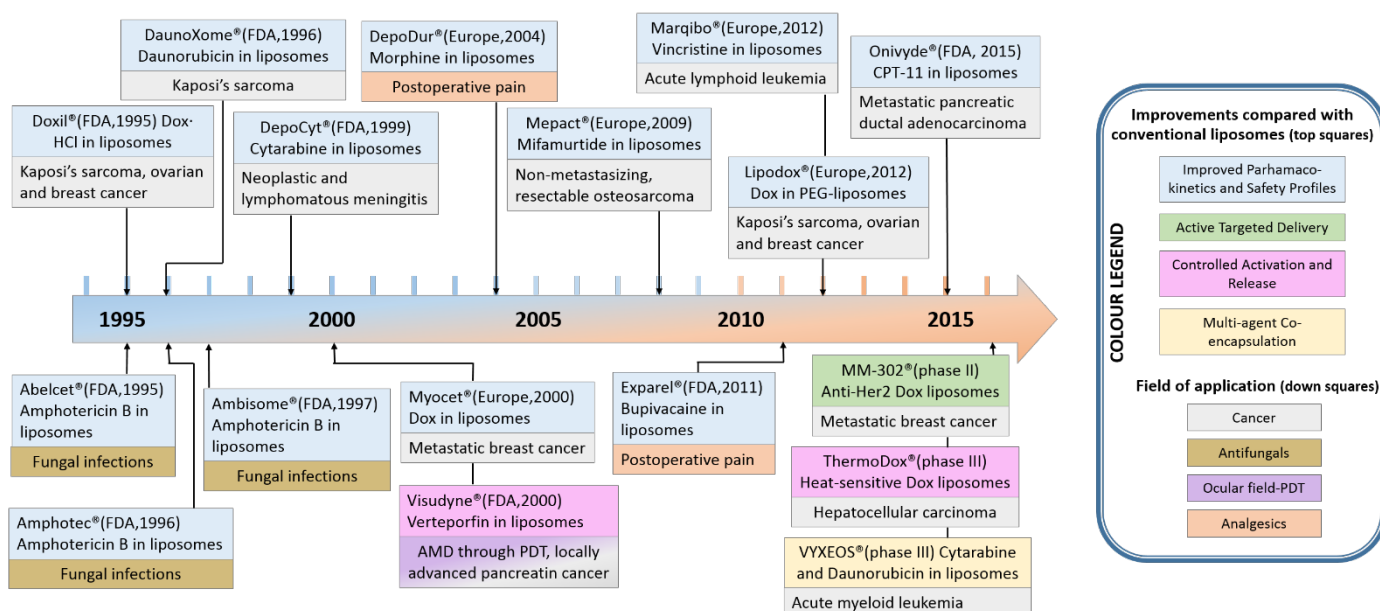 DaunoXome®(FDA,1996)
Daunorubicin in liposomes
Kaposi's sarcoma
DepoDur®(Europe,2004)
Morphine in liposomes
Postoperative pain
Marqibo®(Europe,2012)
Vincristine in liposomes
Acute lymphoid leukemia
Onivyde®(FDA, 2015)
CPT-11 in liposomes
Metastatic pancreatic
ductal adenocarcinoma
Doxil®(FDA,1995) Dox·
HCl in liposomes
Kaposi's sarcoma, ovarian
and breast cancer
DepoCyt®(FDA,1999)
Cytarabine in liposomes
Neoplastic and
lymphomatous meningitis
Mepact®(Europe,2009)
Mifamurtide in liposomes
Non-metastasizing,
resectable osteosarcoma
Lipodox®(Europe,2012)
Dox in PEG-liposomes
Kaposi's sarcoma, ovarian
and breast cancer
1995
2000
2005
2010
2015
Abelcet®(FDA,1995)
Amphotericin B in
liposomes
Fungal infections
Ambisome®(FDA,1997)
Amphotericin B in
liposomes
Fungal infections
Amphotec®(FDA,1996)
Amphotericin B in liposomes
Fungal infections
Myocet®(Europe,2000)
Dox in liposomes
Metastatic breast cancer
Visudyne®(FDA,2000)
Verteporfin in liposomes
AMD through PDT, locally
advanced pancreatin cancer
Exparel®(FDA,2011)
Bupivacaine in
liposomes
Postoperative pain
MM-302®(phase II)
Anti-Her2 Dox liposomes
Metastatic breast cancer
ThermoDox®(phase III)
Heat-sensitive Dox liposomes
Hepatocellular carcinoma
VYXEOS®(phase III) Cytarabine
and Daunorubicin in liposomes
Acute myeloid leukemia
COLOUR LEGEND
Improvements compared with
conventional liposomes (top squares)
Improved Parhamaco-
kinetics and Safety Profiles
Active Targeted Delivery
Controlled Activation and
Release
Multi-agent Co-
encapsulation
Field of application (down squares)
Cancer
Antifungals
Ocular field-PDT
Analgesics